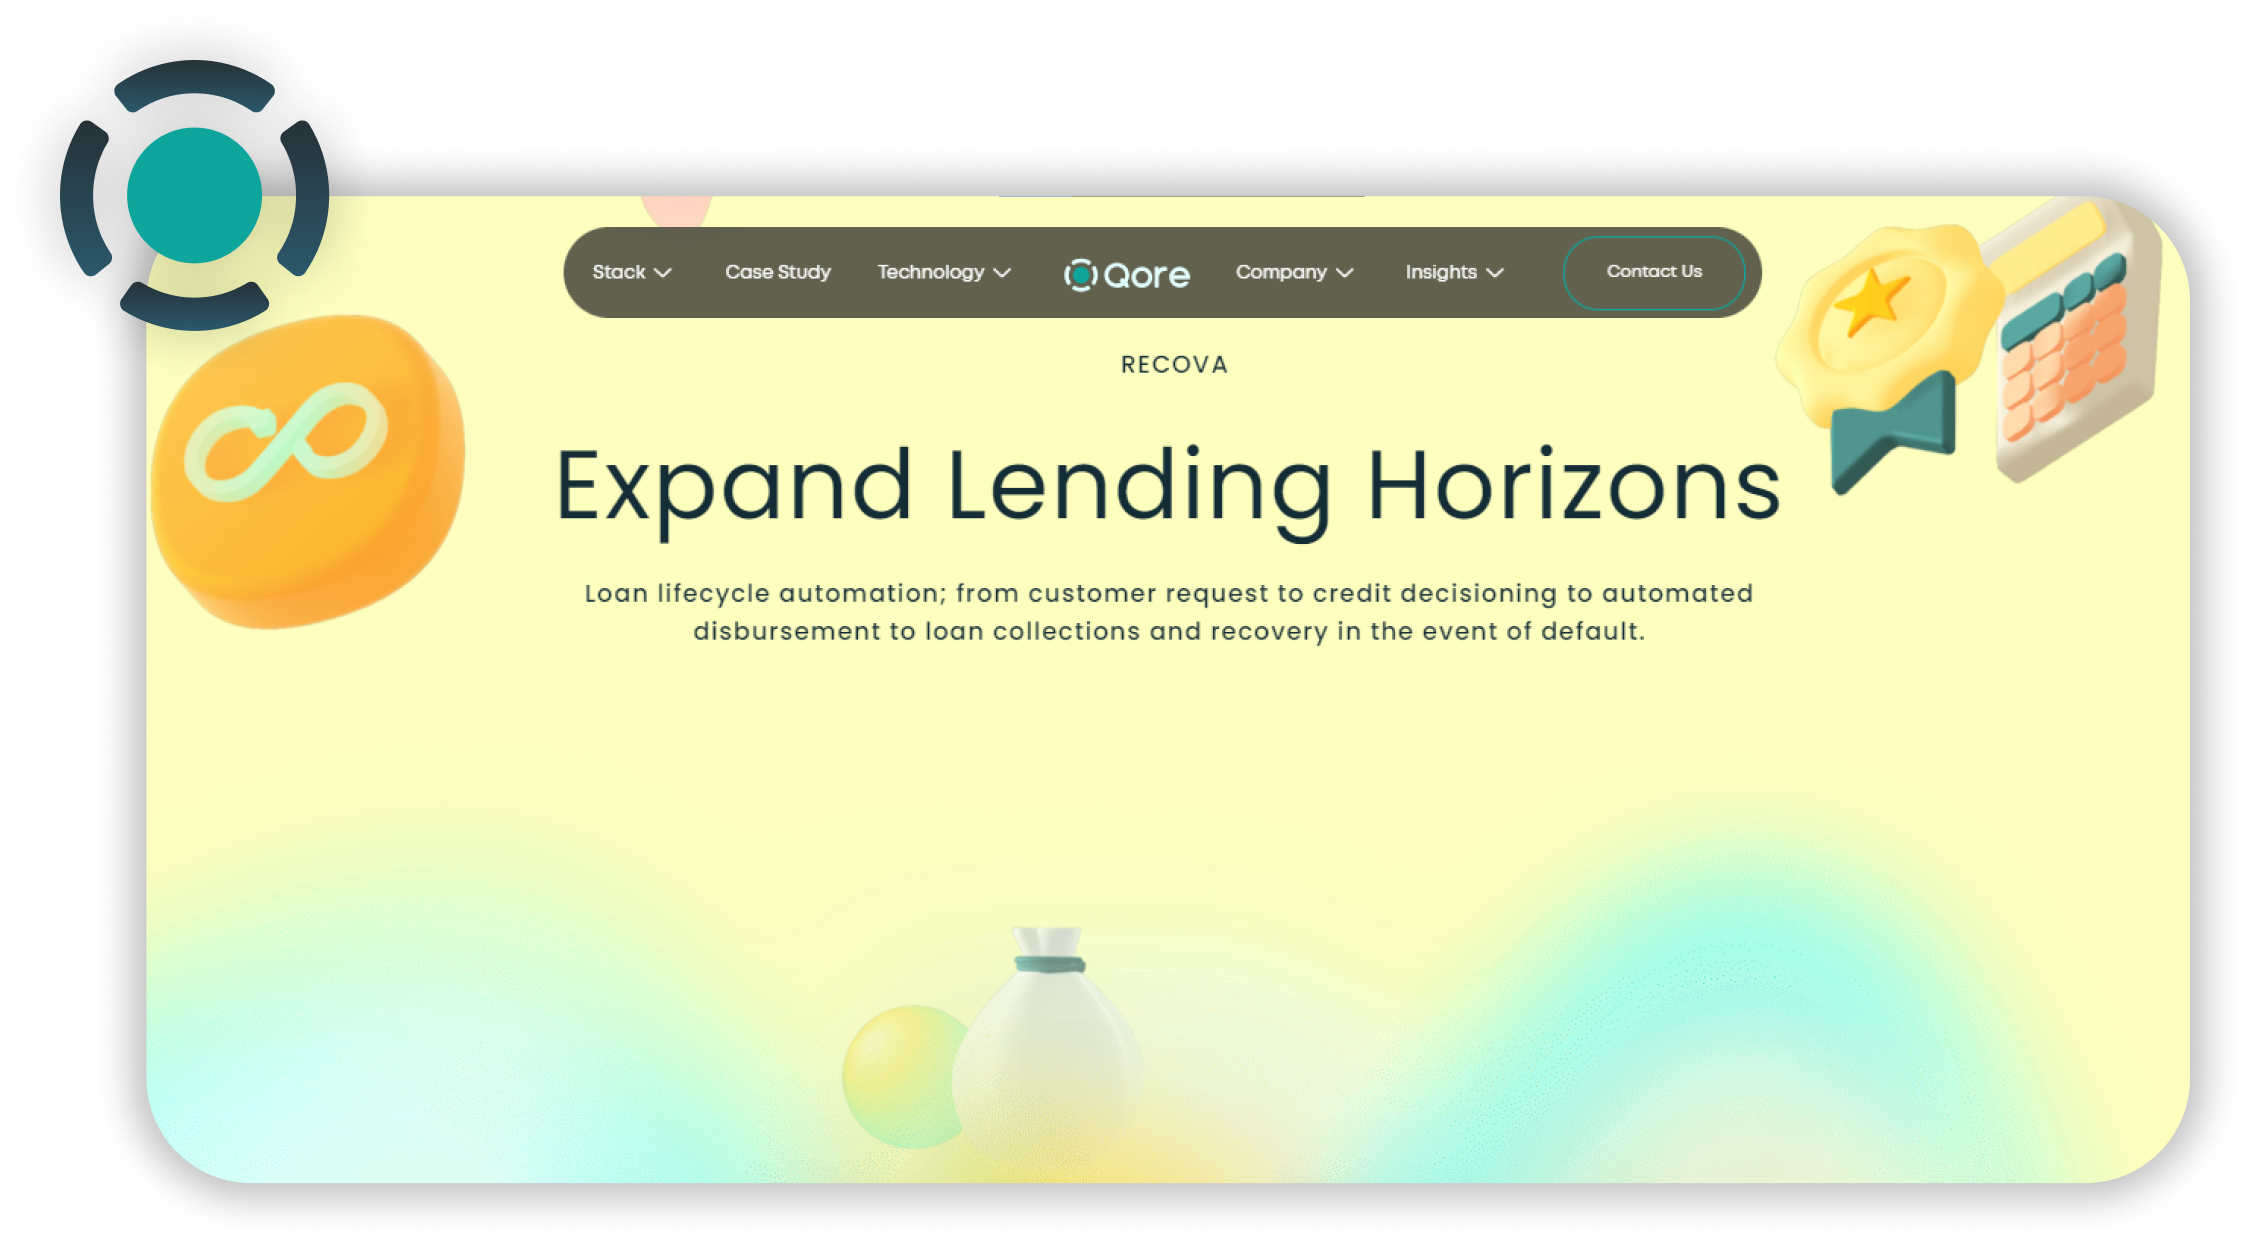 Stack Case Study Technology Qore Company Insights Contact Us
RECOVA
Expand Lending Horizons
Loan lifecycle automation; from customer request to credit decisioning to automated
disbursement to loan collections and recovery in the event of default.